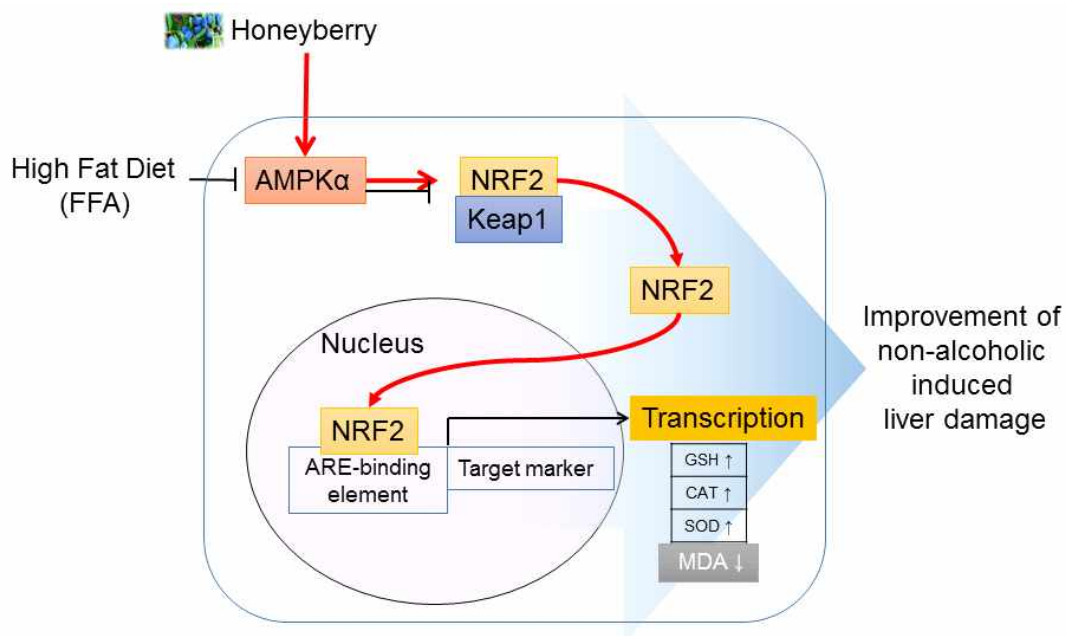 Honeyberry
High Fat Diet
(FFA)
AMPKα
NRF2
Keap1
NRF2
Nucleus
NRF2
ARE-binding
element
Target marker
Transcription
GSH ↑
CAT ↑
SOD ↑
MDA ↓
Improvement of
non-alcoholic
induced
liver damage